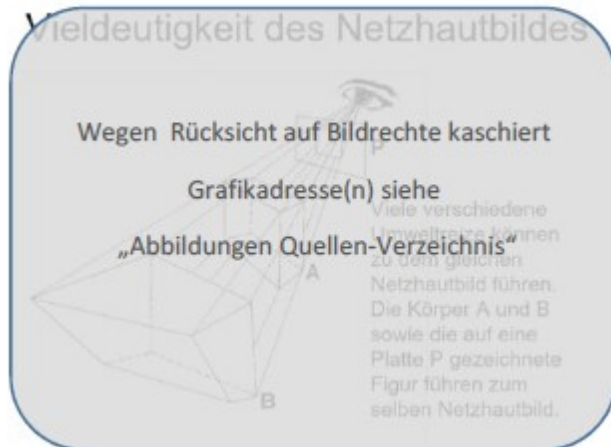 Vieldeutigkeit des Netzhautbildes
Wegen Rücksicht auf Bildrechte kaschiert
P
Grafikadresse(n) siehe
„Abbildungen Quellen-Verzeichnis“
Viele verschiedene
Umweltreize können
zu dem gleichen
Netzhautbild führen.
Die Körper A und B
sowie die auf eine
Platte P gezeichnete
Figur führen zum
selben Netzhautbild.
A
B